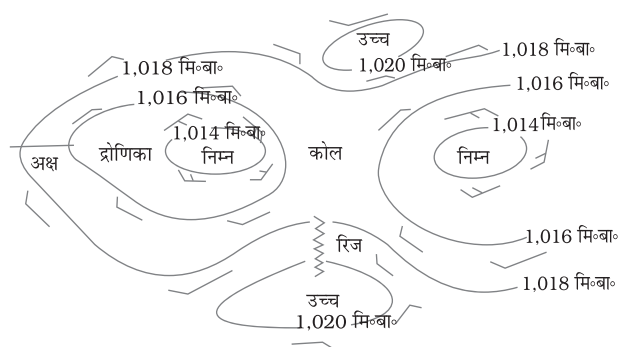 उच्च
1,020 मि॰बा॰
1,018 मि॰बा॰
1,018 मि॰बा॰
1,016 मि॰बा॰
1,016 मि॰बा॰
1,014 मि॰बा॰
1,014 मि॰बा॰
अक्ष
द्रोणिका
निम्न
कोल
निम्न
1,016 मि॰बा॰
रिज
1,018 मि॰बा॰
उच्च
1,020 मि॰बा॰